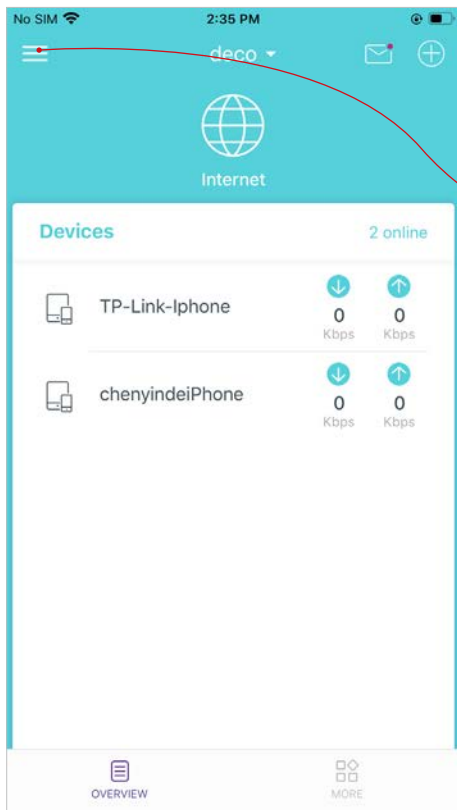 No SIM 2:35 PM
deco
Internet
Devices 2 online
TP-Link-Iphone 0 0
Kbps Kbps
chenyindeiPhone 0 0
Kbps Kbps
OVERVIEW MORE